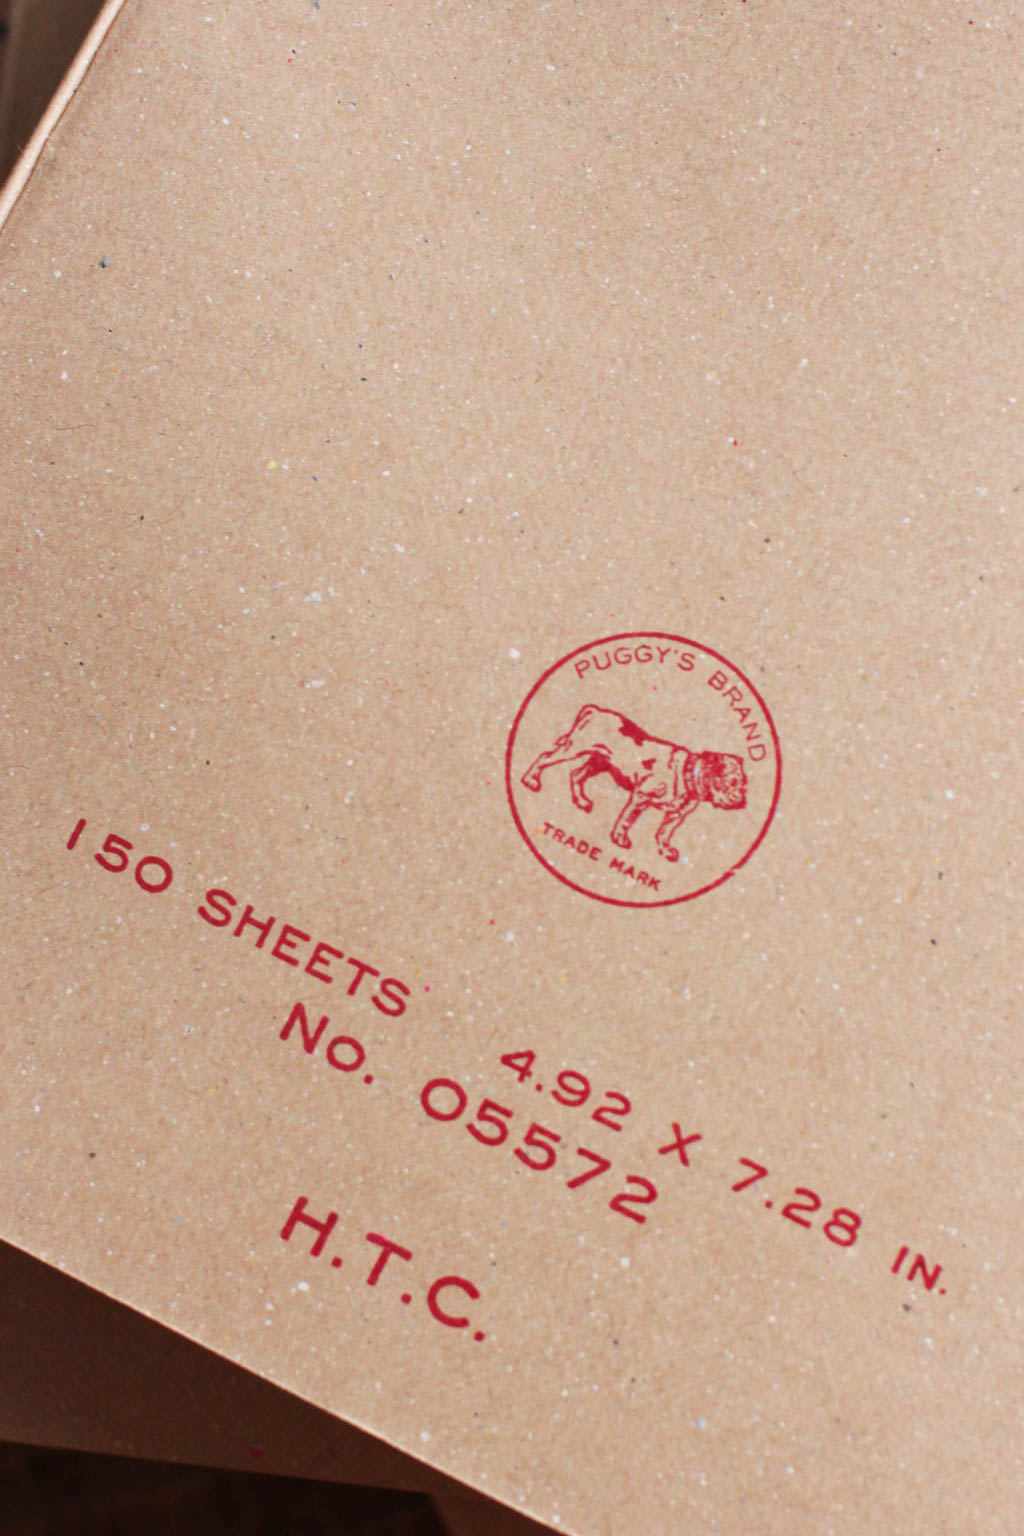 PUGGY'S BRAND
TRADE MARK
150 SHEETS 4.92 X 7.28 IN.
No. 05572
H.T.C.